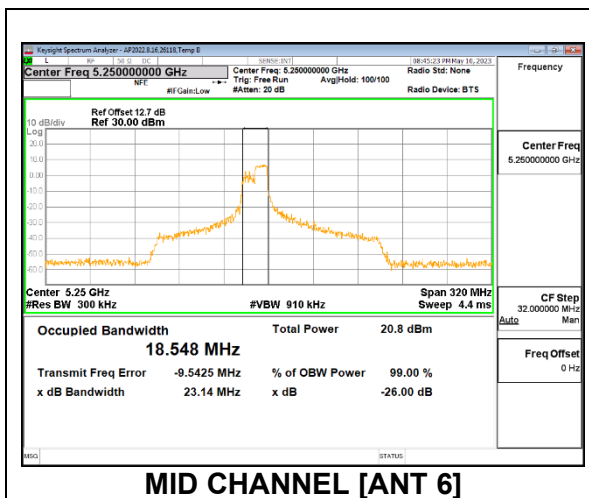 Keysight Spectrum Analyzer - AP2022.8.16,26118,Temp B
L RF 50 Ω DC SENSE:INT 08:45:23 PM May 10, 2023
Center Freq 5.250000000 GHz Center Freq: 5.250000000 GHz Radio Std: None Frequency
NFE Trig: Free Run Avg|Hold: 100/100
#IFGain:Low #Atten: 20 dB Radio Device: BTS
Ref Offset 12.7 dB
10 dB/div Ref 30.00 dBm
Log
20.0
10.0
0.00
-10.0
-20.0
-30.0
-40.0
-50.0
-60.0
Center Freq
5.250000000 GHz
Center 5.25 GHz Span 320 MHz
#Res BW 300 kHz #VBW 910 kHz Sweep 4.4 ms
CF Step
32.000000 MHz
Auto Man
Occupied Bandwidth Total Power 20.8 dBm
18.548 MHz
Transmit Freq Error -9.5425 MHz % of OBW Power 99.00 %
x dB Bandwidth 23.14 MHz x dB -26.00 dB
Freq Offset
0 Hz
MSG STATUS
MID CHANNEL [ANT 6]